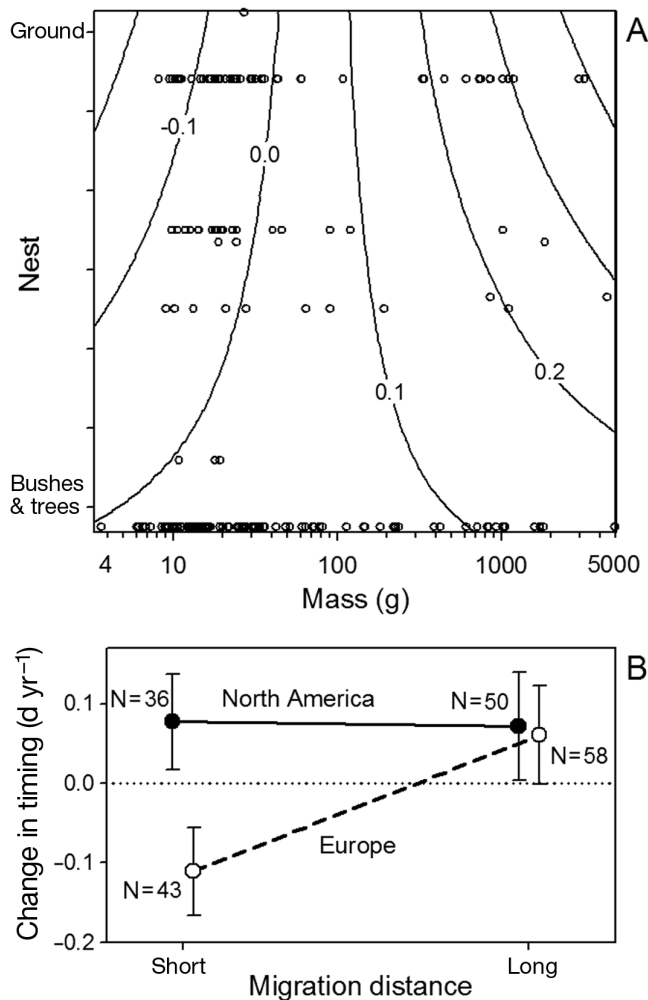 Ground
A
-0.1
0.0
Nest
0.2
0.1
Bushes
& trees
4 10 100 1000 5000
Mass (g)
B
N=36 North America N=50
0.1
N=58
0.0
Change in timing (d yr⁻¹)
Europe
-0.1
N=43
-0.2
Short Long
Migration distance